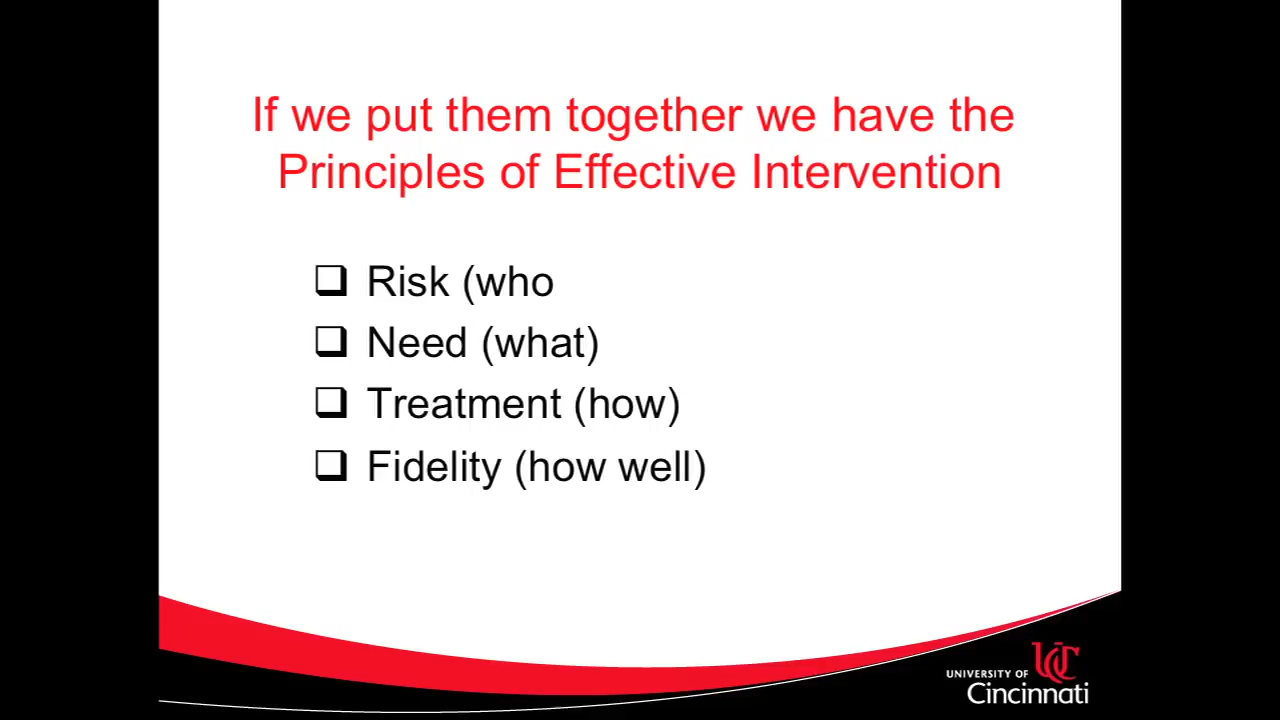 If we put them together we have the
Principles of Effective Intervention
Risk (who
Need (what)
Treatment (how)
Fidelity (how well)
UC
UNIVERSITY OF
Cincinnati